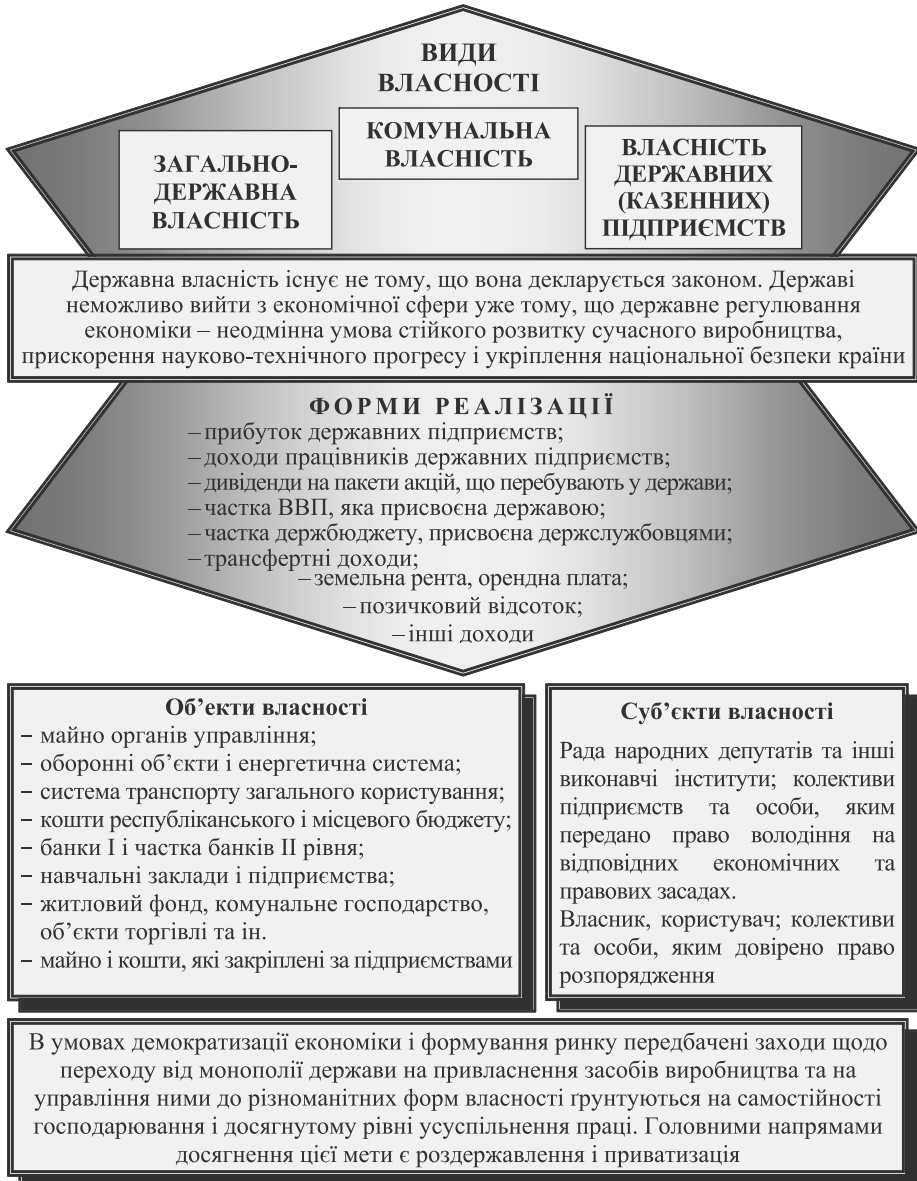 ВИДИ
ВЛАСНОСТІ
ЗАГАЛЬНО-
ДЕРЖАВНА
ВЛАСНІСТЬ
КОМУНАЛЬНА
ВЛАСНІСТЬ
ВЛАСНІСТЬ
ДЕРЖАВНИХ
(КАЗЕННИХ)
ПІДПРИЄМСТВ
Державна власність існує не тому, що вона декларується законом. Державі
неможливо вийти з економічної сфери уже тому, що державне регулювання
економіки – неодмінна умова стійкого розвитку сучасного виробництва,
прискорення науково-технічного прогресу і укріплення національної безпеки країни
ФОРМИ РЕАЛІЗАЦІЇ
– прибуток державних підприємств;
– доходи працівників державних підприємств;
– дивіденди на пакети акцій, що перебувають у держави;
– частка ВВП, яка присвоєна державою;
– частка держбюджету, присвоєна держслужбовцями;
– трансфертні доходи;
– земельна рента, орендна плата;
– позичковий відсоток;
– інші доходи
Об’екти власності
– майно органів управління;
– оборонні об’єкти і енергетична система;
– система транспорту загального користування;
– кошти республіканського і місцевого бюджету;
– банки I і частка банків II рівня;
– навчальні заклади і підприємства;
– житловий фонд, комунальне господарство,
об’єкти торгівлі та ін.
– майно і кошти, які закріплені за підприємствами
Суб’єкти власності
Рада народних депутатів та інші
виконавчі інститути; колективи
підприємств та особи, яким
передано право володіння на
відповідних економічних та
правових засадах.
Власник, користувач; колективи
та особи, яким довірено право
розпорядження
В умовах демократизації економіки і формування ринку передбачені заходи щодо
переходу від монополії держави на привласнення засобів виробництва та на
управління ними до різноманітних форм власності ґрунтуються на самостійності
господарювання і досягнутому рівні усуспільнення праці. Головними напрямами
досягнення цієї мети є роздержавлення і приватизація